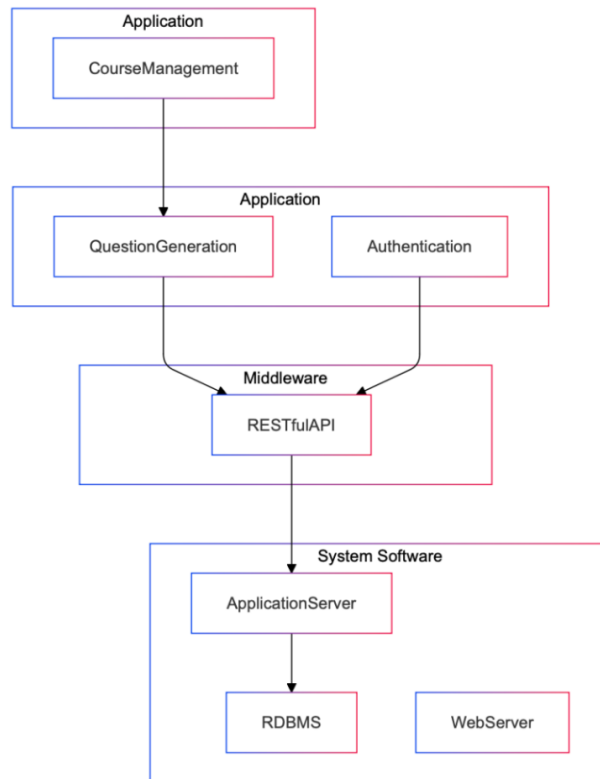 Application
CourseManagement
Application
QuestionGeneration
Authentication
Middleware
RESTfulAPI
System Software
ApplicationServer
RDBMS
WebServer